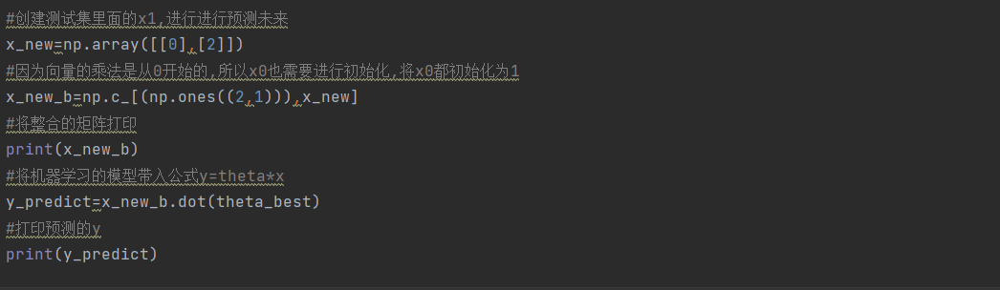 #创建测试集里面的x1,进行进行预测未来
x_new=np.array([[0],[2]])
#因为向量的乘法是从0开始的,所以x0也需要进行初始化,将x0都初始化为1
x_new_b=np.c_[(np.ones((2,1))),x_new]
#将整合的矩阵打印
print(x_new_b)
#将机器学习的模型带入公式y=theta*x
y_predict=x_new_b.dot(theta_best)
#打印预测的y
print(y_predict)